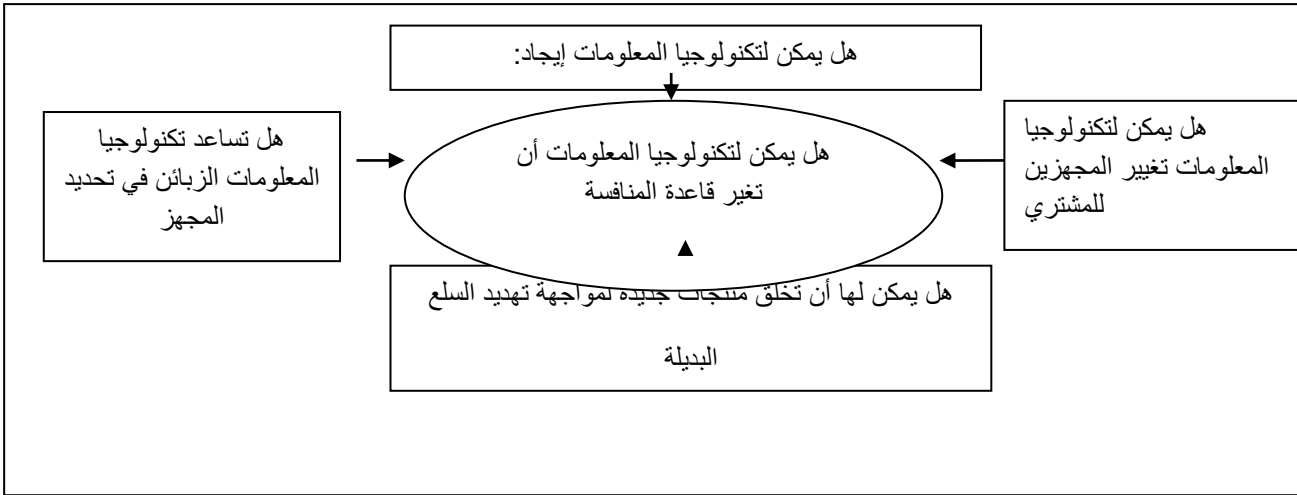 هل يمكن لتكنولوجيا المعلومات إيجاد:
هل يمكن لتكنولوجيا
المعلومات تغيير المجهزين
للمشتري
هل يمكن لتكنولوجيا المعلومات أن
تغير قاعدة المنافسة
هل تساعد تكنولوجيا
المعلومات الزبائن في تحديد
المجهز
هل يمكن لها أن تخلق منتجات جديدة لمواجهة تهديد السلع
البديلة